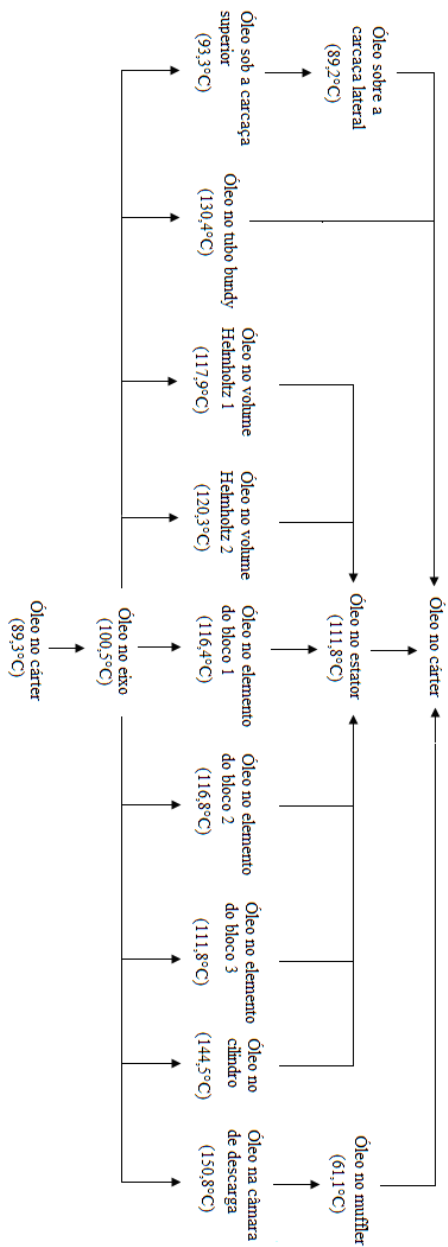 Óleo no cárter
(89,3°C)
Óleo no eixo
(100,5°C)
Óleo sob a carcaça
superior
(93,3°C)
Óleo no tubo bundy
(130,4°C)
Óleo no volume
Helmholtz 1
(117,9°C)
Óleo no volume
Helmholtz 2
(120,3°C)
Óleo no elemento
do bloco 1
(116,4°C)
Óleo no elemento
do bloco 2
(116,8°C)
Óleo no elemento
do bloco 3
(111,8°C)
Óleo no
cilindro
(144,5°C)
Óleo na câmara
de descarga
(150,8°C)
Óleo sobre a
carcaça lateral
(89,2°C)
Óleo no estator
(111,8°C)
Óleo no muffler
(61,1°C)
Óleo no cárter